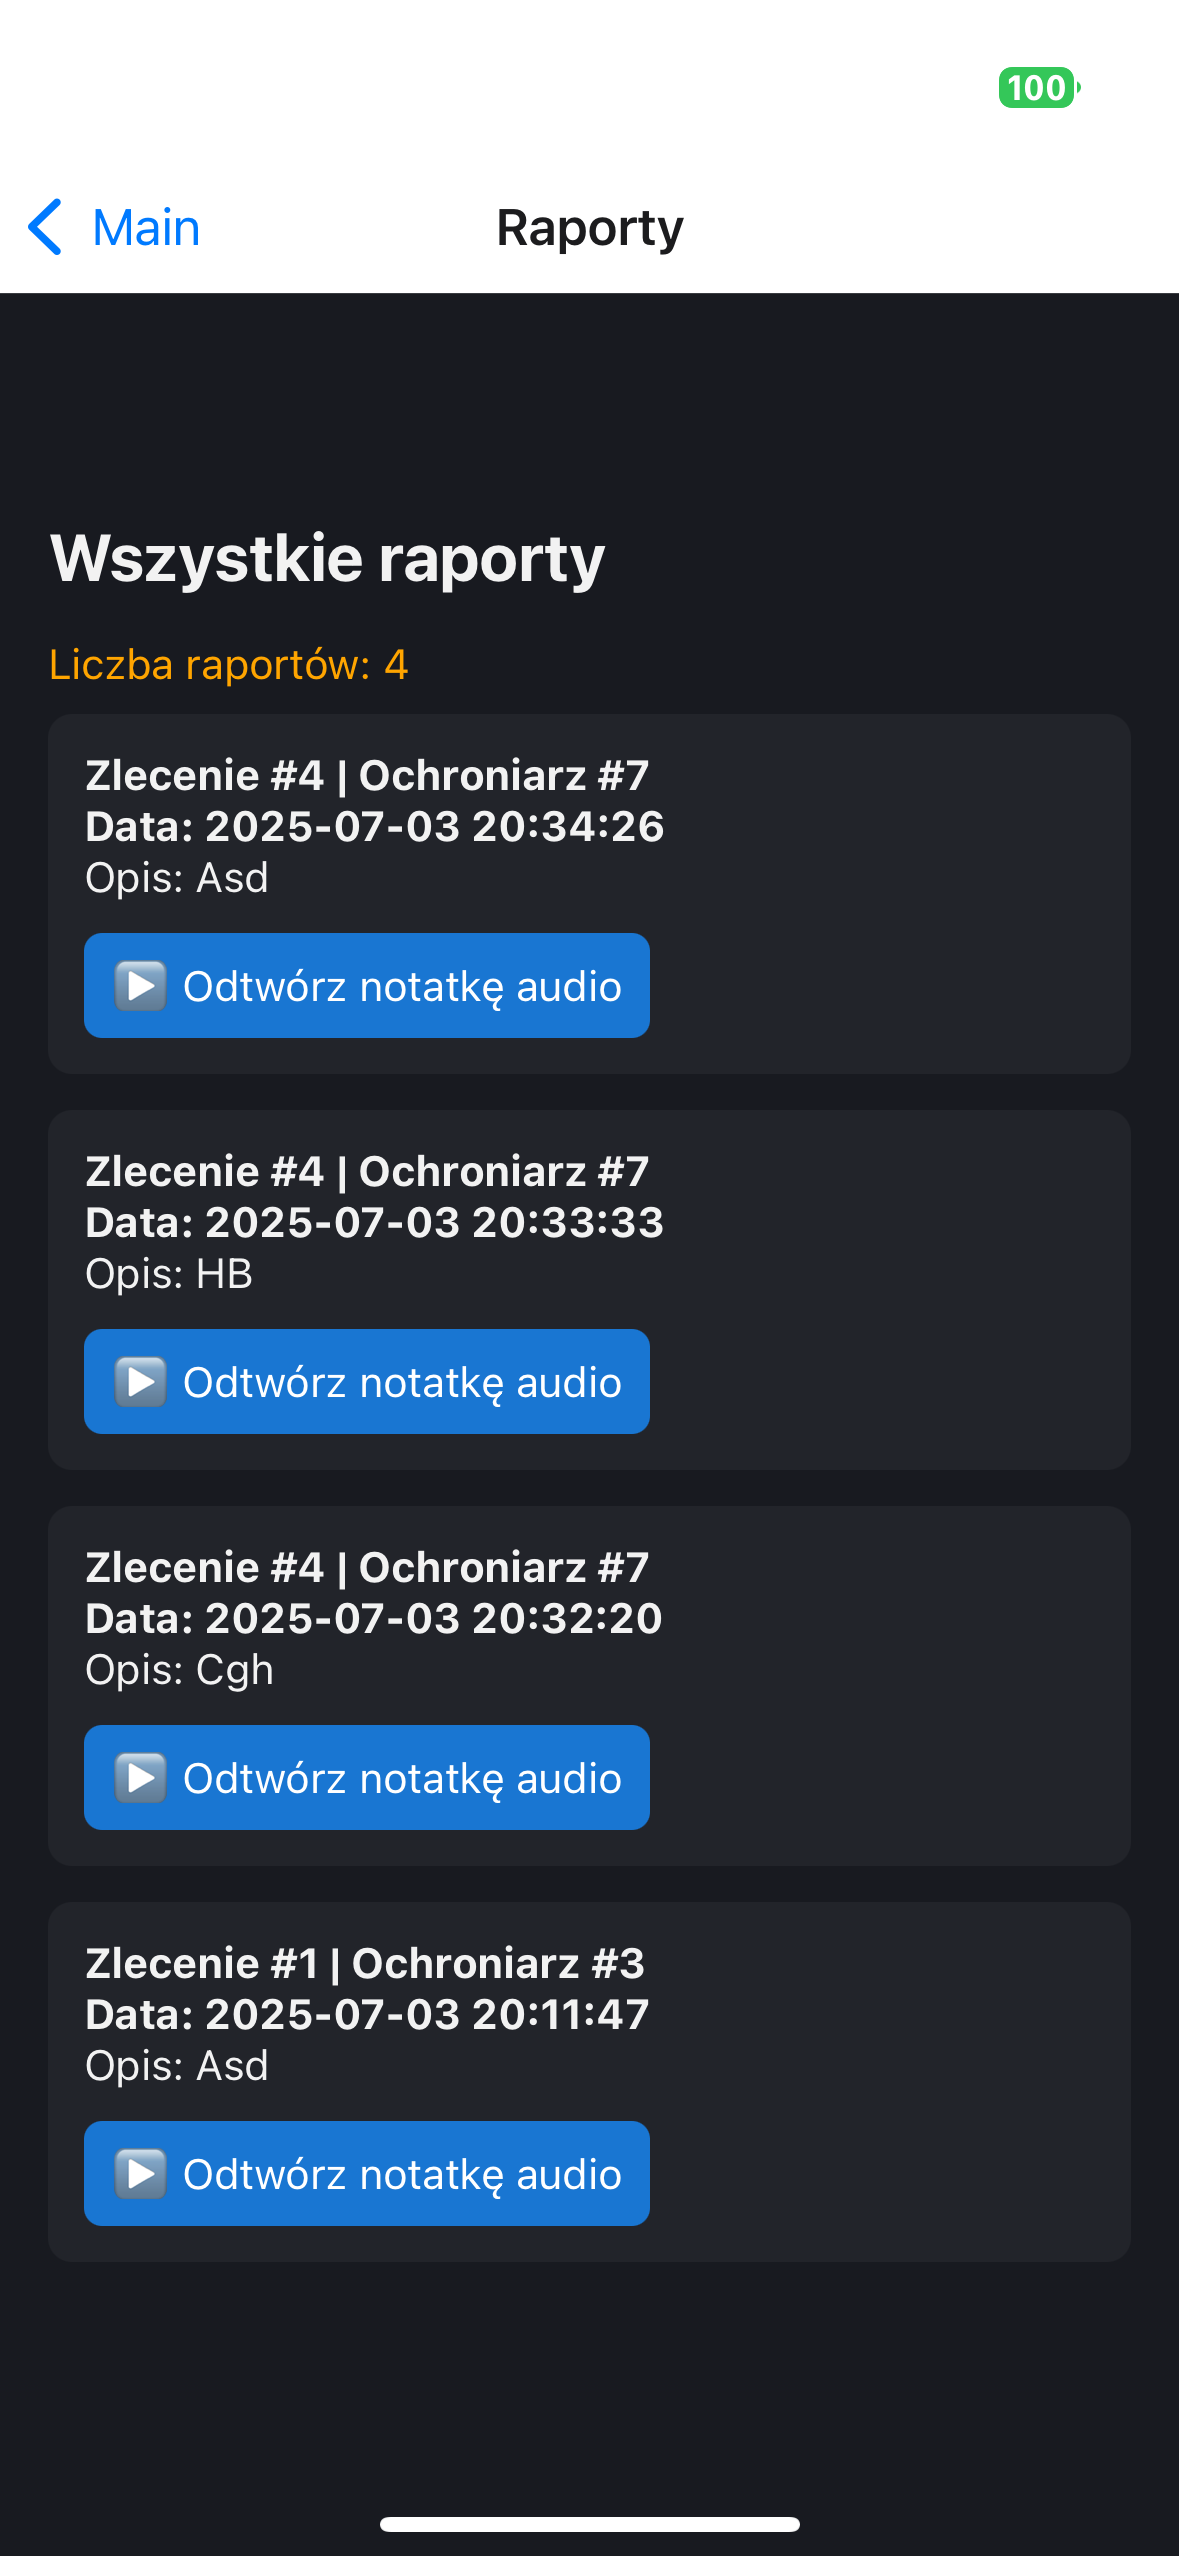 100
Main
Raporty
Wszystkie raporty
Liczba raportów: 4
Zlecenie #4 | Ochroniarz #7
Data: 2025-07-03 20:34:26
Opis: Asd
Odtwórz notatkę audio
Zlecenie #4 | Ochroniarz #7
Data: 2025-07-03 20:33:33
Opis: HB
Odtwórz notatkę audio
Zlecenie #4 | Ochroniarz #7
Data: 2025-07-03 20:32:20
Opis: Cgh
Odtwórz notatkę audio
Zlecenie #1 | Ochroniarz #3
Data: 2025-07-03 20:11:47
Opis: Asd
Odtwórz notatkę audio